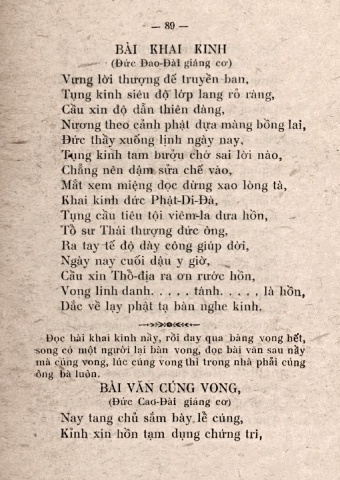 — 89 —
BÀI KHAI KINH
(Đức Đao-Đài giáng cơ)
Vưng lời thượng đế truyền ban,
Tụng kinh siêu độ lớp lang rỏ ràng,
Cầu xin độ dẫn thiên đàng,
Nương theo cảnh phật dựa màng bồng lai,
Đức thầy xuống lịnh ngày nay,
Tụng kinh tam bươu chớ sai lời nào,
Chẳng nên dậm sửa chế vào,
Mắt xem miệng đọc dừng xao lòng tà,
Khai kinh đức Phật-Di-Đà,
Tụng cầu tiêu tội viêm-la dưa hồn,
Tổ sư Thái thượng đức ông,
Ra tay tế độ dày công giúp dời,
Ngày nay cuối dậu y giờ,
Cầu xin Thổ-địa ra ơn rước hồn,
Vong linh danh. . . . . tánh. . . . . là hồn,
Dắc về lạy phật tạ bàn nghe kinh.
Đọc bài khai kinh nầy, rồi day qua bàng vong hết,
song có một người lại bàn vong, đọc bài văn sau nầy
mà cúng vong, lúc cúng vong thì trong nhà phải cúng
ông bà luôn.
BÀI VĂN CÚNG VONG,
(Đức Cao-Đài giáng cơ)
Nay tang chủ sắm bày lễ cúng,
Kỉnh xin hồn tạm dụng chứng tri,